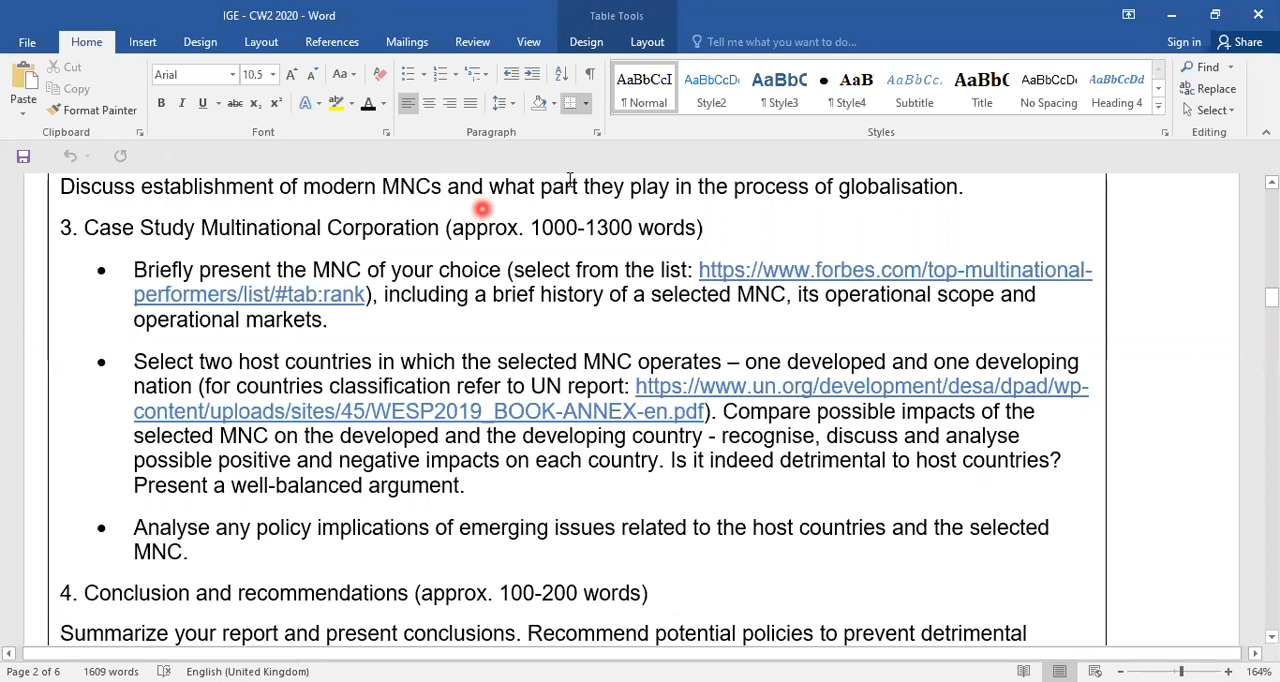 IGE - CW2 2020 - Word
Table Tools
File
Home
Insert
Design
Layout
References
Mailings
Review
View
Design
Layout
Tell me what you want to do...
Sign in
Share
Paste
Cut
Copy
Format Painter
Clipboard
Arial
10.5
Font
Paragraph
AaBbCcI
AaBbCcDc
AaBbC
AaB
AaBbCc.
AaBb(
AaBbCcDc
AaBbCcDd
¶ Normal
Style2
¶ Style3
¶ Style4
Subtitle
Title
No Spacing
Heading 4
Styles
Find
Replace
Select
Editing
Discuss establishment of modern MNCs and what part they play in the process of globalisation.
3. Case Study Multinational Corporation (approx. 1000-1300 words)
• Briefly present the MNC of your choice (select from the list: https://www.forbes.com/top-multinational-
performers/list/#tab:rank), including a brief history of a selected MNC, its operational scope and
operational markets.
• Select two host countries in which the selected MNC operates – one developed and one developing
nation (for countries classification refer to UN report: https://www.un.org/development/desa/dpad/wp-
content/uploads/sites/45/WESP2019_BOOK-ANNEX-en.pdf). Compare possible impacts of the
selected MNC on the developed and the developing country - recognise, discuss and analyse
possible positive and negative impacts on each country. Is it indeed detrimental to host countries?
Present a well-balanced argument.
• Analyse any policy implications of emerging issues related to the host countries and the selected
MNC.
4. Conclusion and recommendations (approx. 100-200 words)
Summarize your report and present conclusions. Recommend potential policies to prevent detrimental
Page 2 of 6
1609 words
English (United Kingdom)
164%